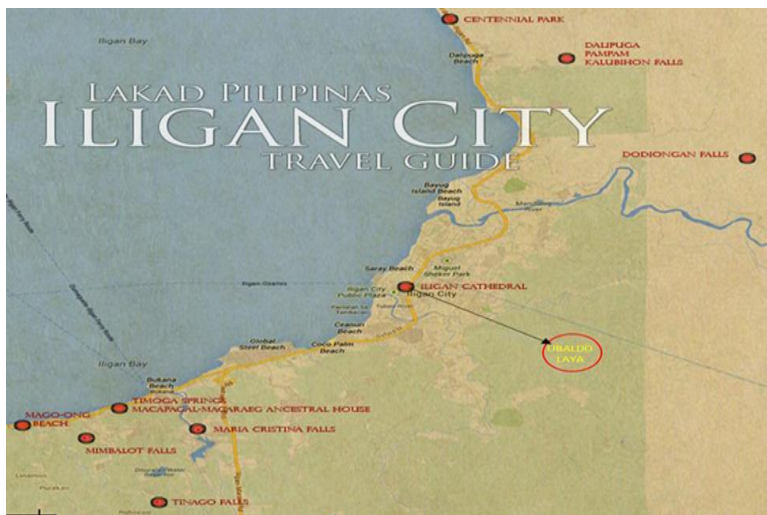 CENTENNIAL PARK
Iligan Bay
Dalipuga
Beach
DALIPUGA
PAMPAM
KALUBIHON FALLS
LAKAD PILIPINAS
ILIGAN CITY
TRAVEL GUIDE
DODIONGAN FALLS
Bayug
Island Beach
Bayug
Island
River
Saray Beach
Miguel
Sheker Park
ILIGAN CATHEDRAL
Iligan City
Public Plaza
Iligan City
Ceanuri
Beach
Global
Steel Beach
Coco Palm
Beach
UBALDO
LAYA
Iligan Bay
Bukana
Beach
TIMOGA SPRINGS
MACAPAGAL-MACARAEG ANCESTRAL HOUSE
MAGO-ONG
BEACH
MARIA CRISTINA FALLS
MIMBALOT FALLS
TINAGO FALLS